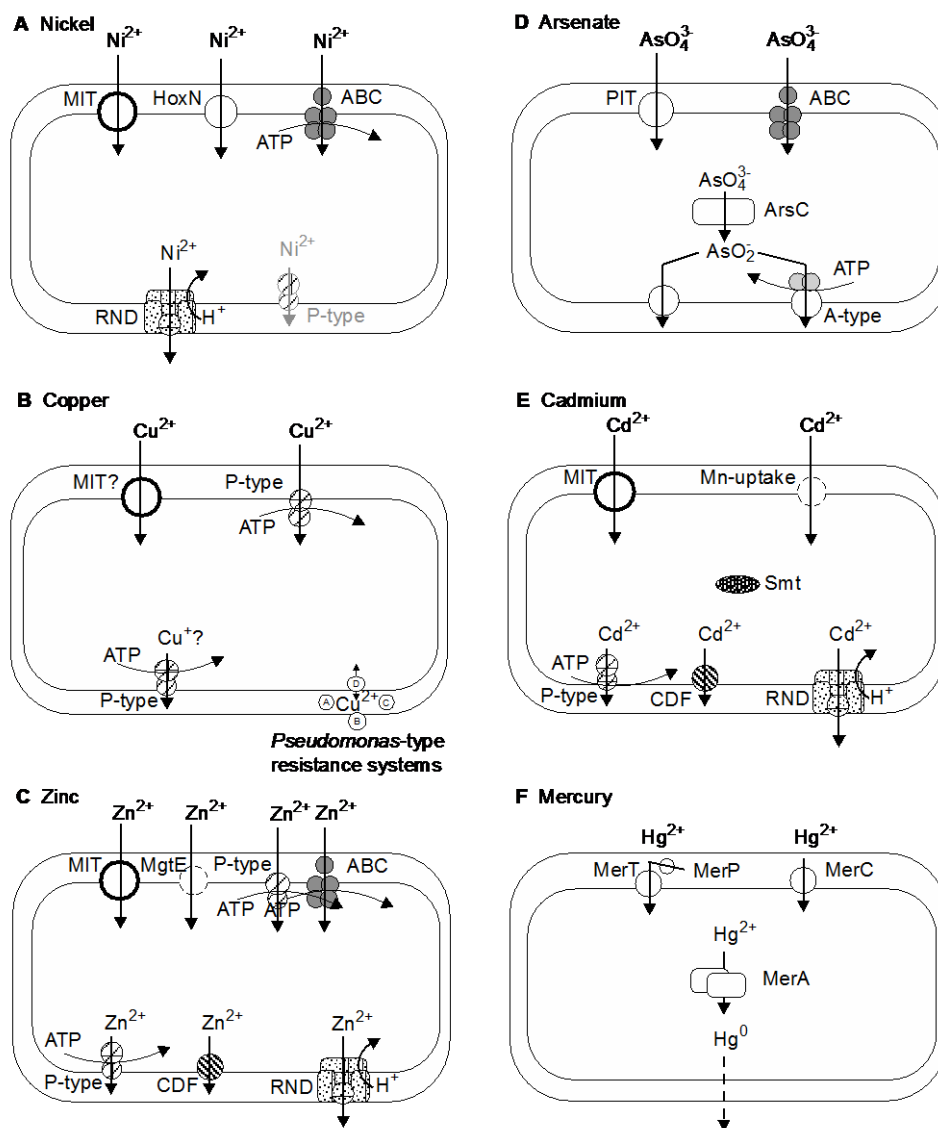 A Nickel
Ni²⁺ Ni²⁺ Ni²⁺
MIT HoxN ABC
ATP
Ni²⁺ Ni²⁺
RND H⁺ P-type
B Copper
Cu²⁺ Cu²⁺
MIT? P-type
ATP
Cu⁺?
ATP
P-type
D
A Cu²⁺ C
B
Pseudomonas-type
resistance systems
C Zinc
Zn²⁺ Zn²⁺ Zn²⁺ Zn²⁺
MIT MgtE P-type ABC
ATP ATP
Zn²⁺ Zn²⁺ Zn²⁺
ATP
P-type CDF RND H⁺
D Arsenate
AsO₄³⁻ AsO₄³⁻
PIT ABC
AsO₄³⁻
ArsC
AsO₂⁻
ATP
A-type
E Cadmium
Cd²⁺ Cd²⁺
MIT Mn-uptake
Smt
Cd²⁺ Cd²⁺ Cd²⁺
ATP
P-type CDF RND H⁺
F Mercury
Hg²⁺ Hg²⁺
MerT MerP MerC
Hg²⁺
MerA
Hg⁰